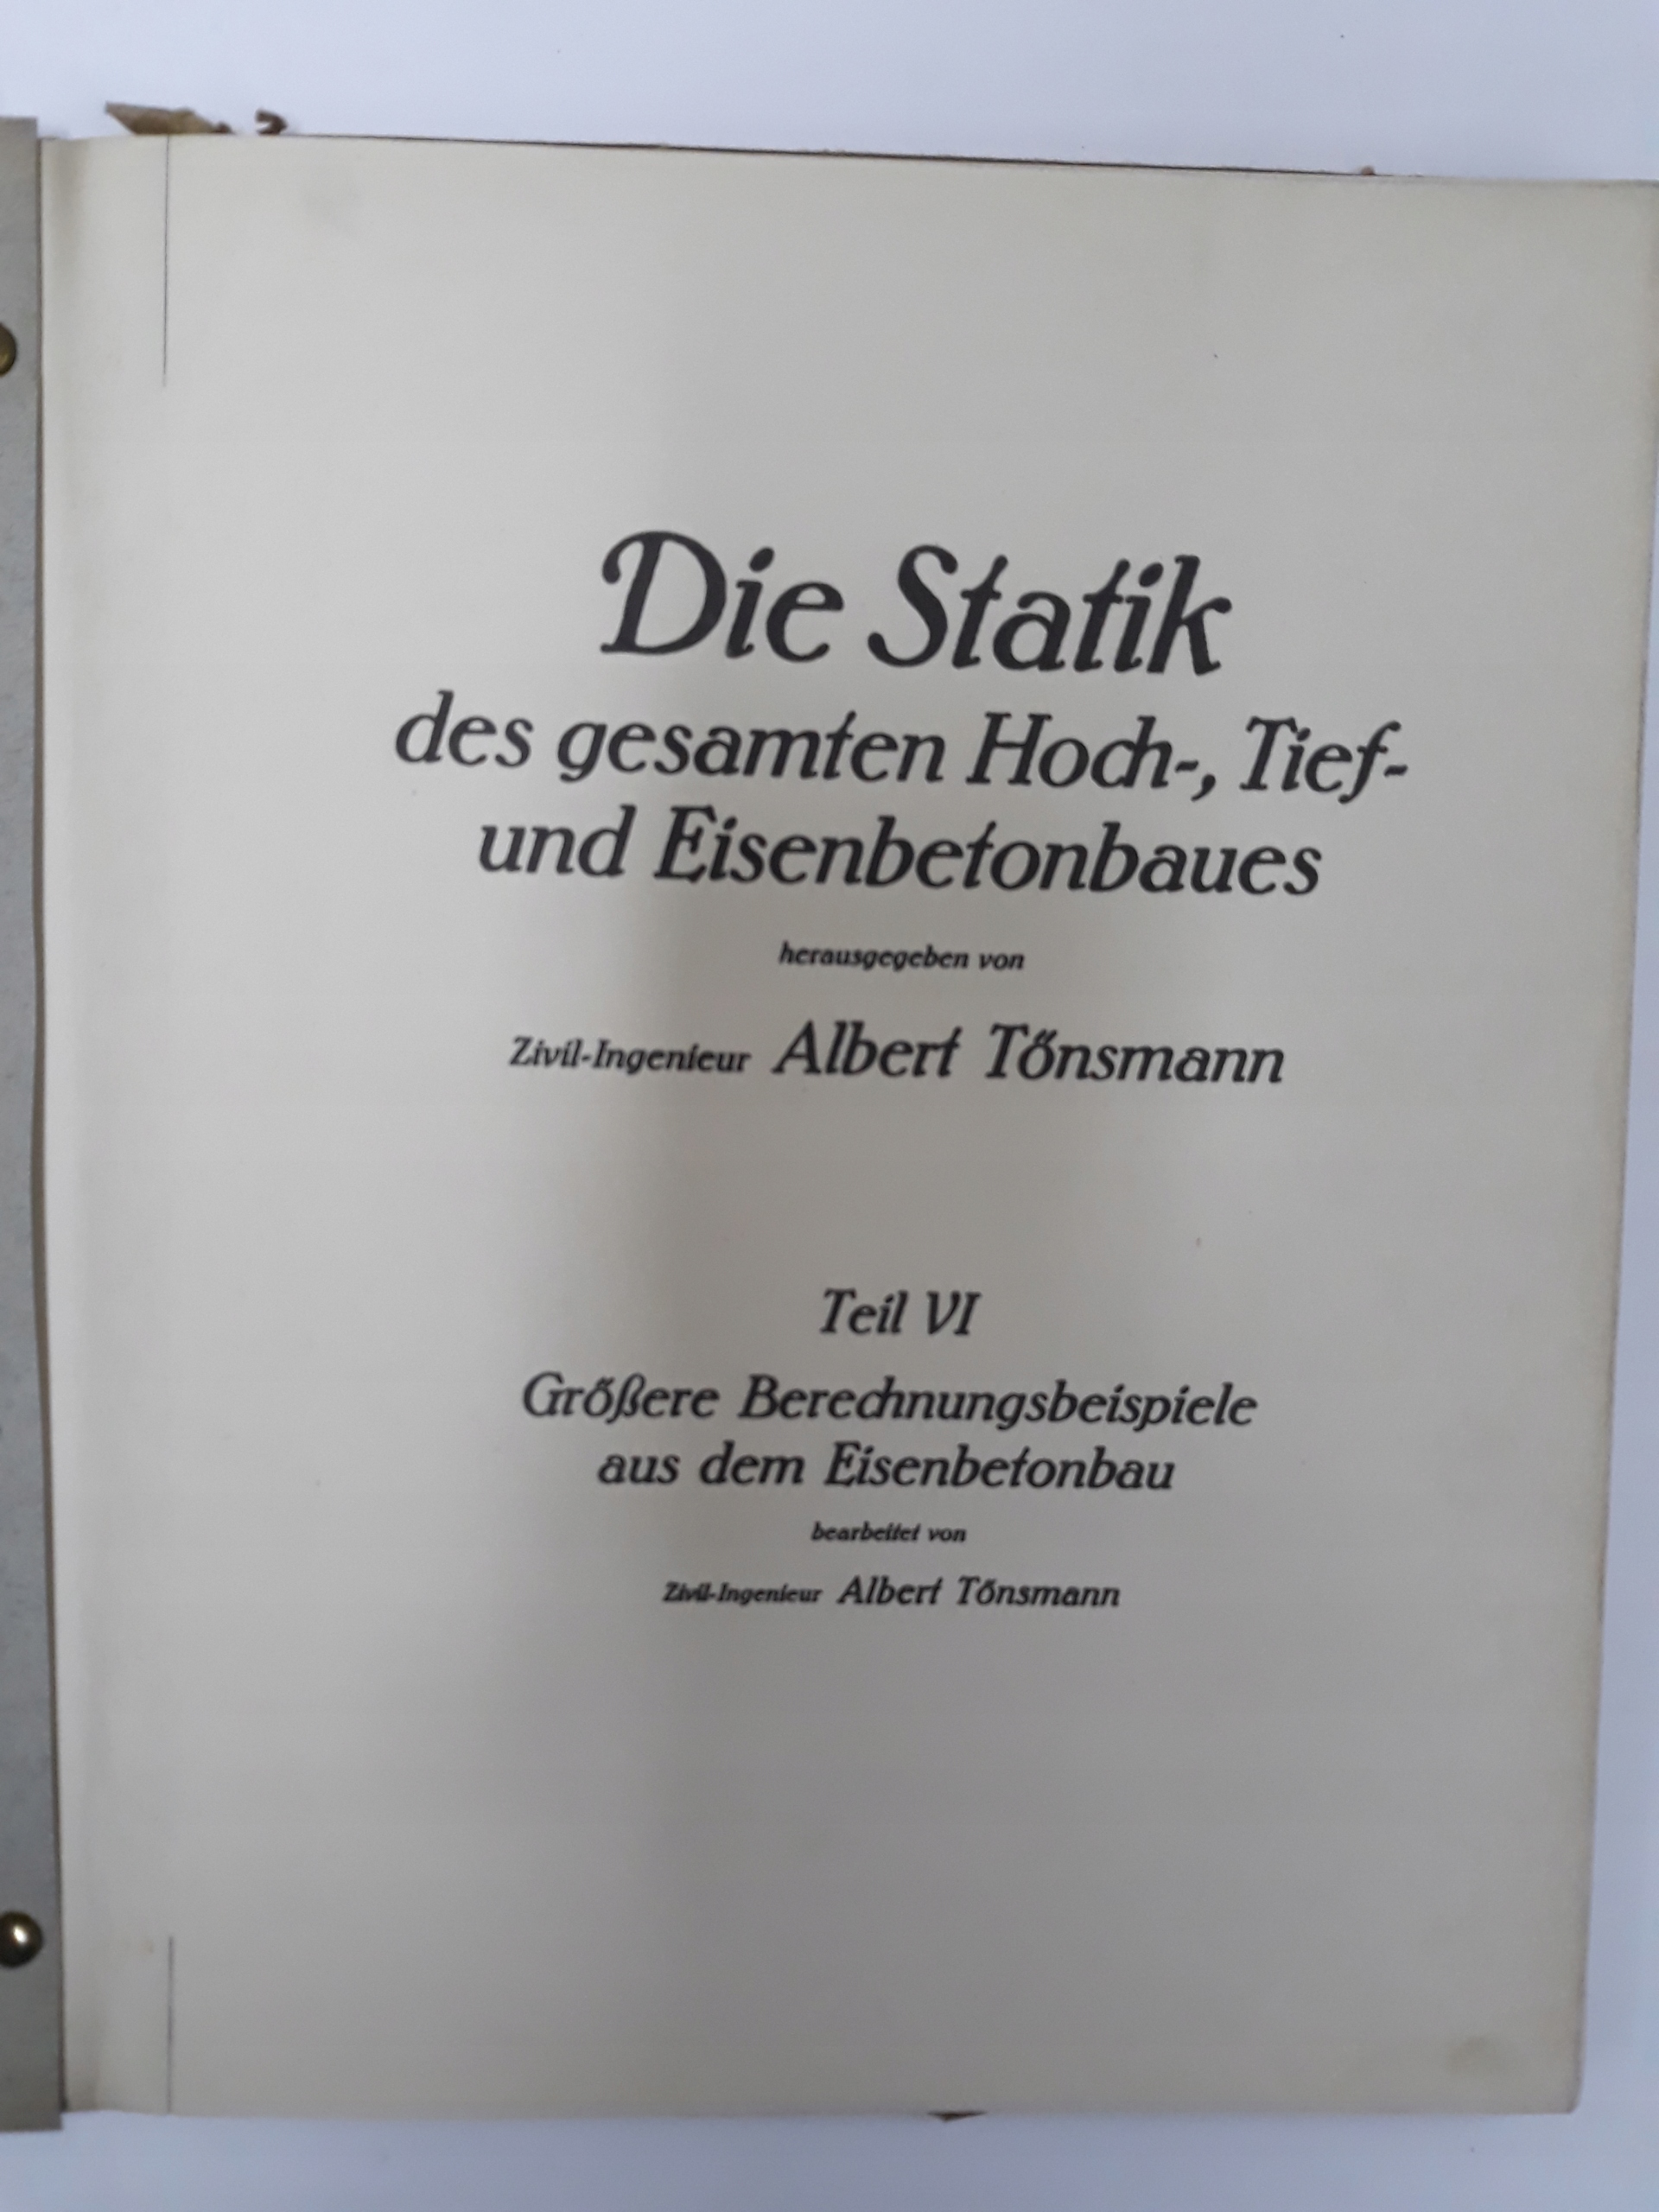 Die Statik
des gesamten Hoch-, Tief-
und Eisenbetonbaues
herausgegeben von
Zivil-Ingenieur Albert Tönsmann
Teil VI
Größere Berechnungsbeispiele
aus dem Eisenbetonbau
bearbeitet von
Zivil-Ingenieur Albert Tönsmann